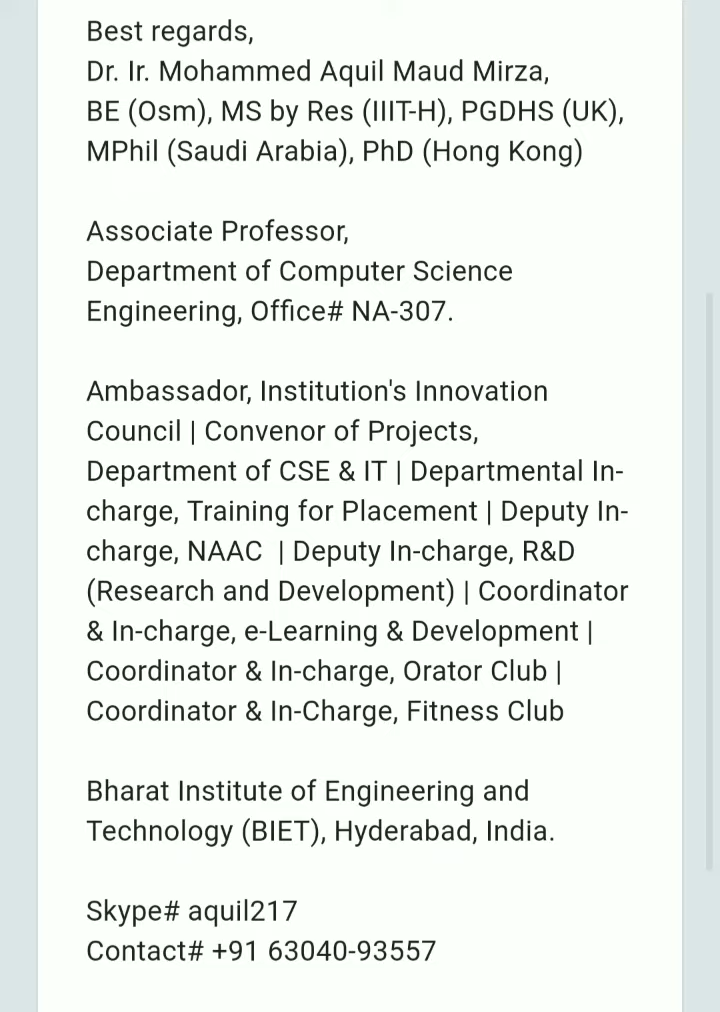 Best regards,
Dr. Ir. Mohammed Aquil Maud Mirza,
BE (Osm), MS by Res (IIIT-H), PGDHS (UK),
MPhil (Saudi Arabia), PhD (Hong Kong)
Associate Professor,
Department of Computer Science
Engineering, Office# NA-307.
Ambassador, Institution's Innovation
Council | Convenor of Projects,
Department of CSE & IT | Departmental In-
charge, Training for Placement | Deputy In-
charge, NAAC  | Deputy In-charge, R&D
(Research and Development) | Coordinator
& In-charge, e-Learning & Development |
Coordinator & In-charge, Orator Club |
Coordinator & In-Charge, Fitness Club
Bharat Institute of Engineering and
Technology (BIET), Hyderabad, India.
Skype# aquil217
Contact# +91 63040-93557